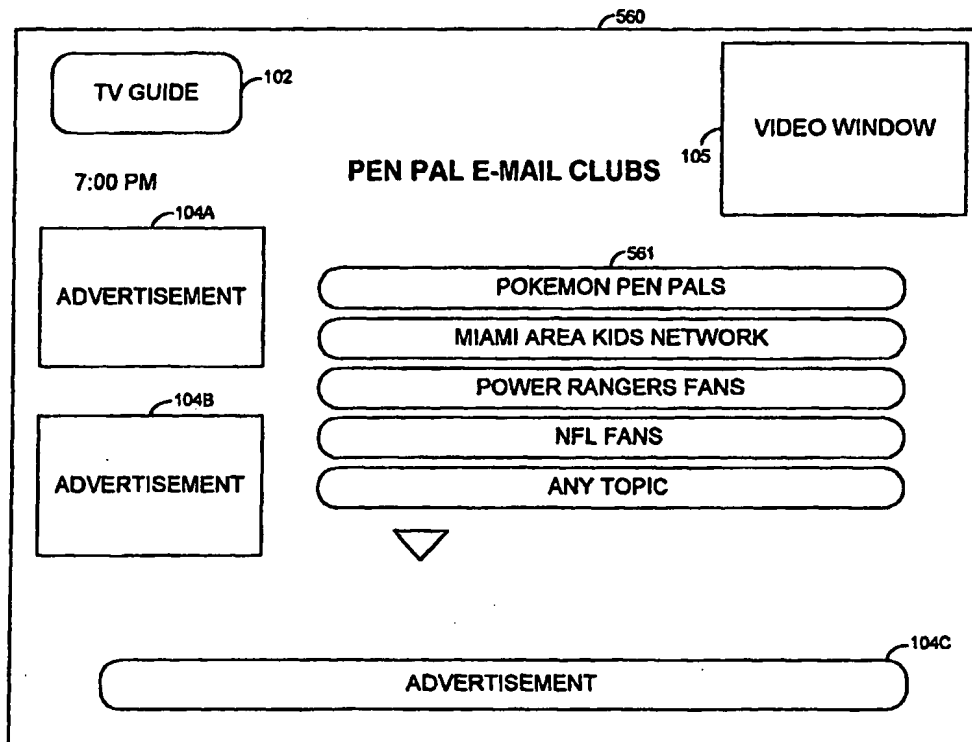 560
TV GUIDE
102
VIDEO WINDOW
105
PEN PAL E-MAIL CLUBS
7:00 PM
104A
ADVERTISEMENT
561
POKEMON PEN PALS
MIAMI AREA KIDS NETWORK
POWER RANGERS FANS
104B
NFL FANS
ADVERTISEMENT
ANY TOPIC
104C
ADVERTISEMENT